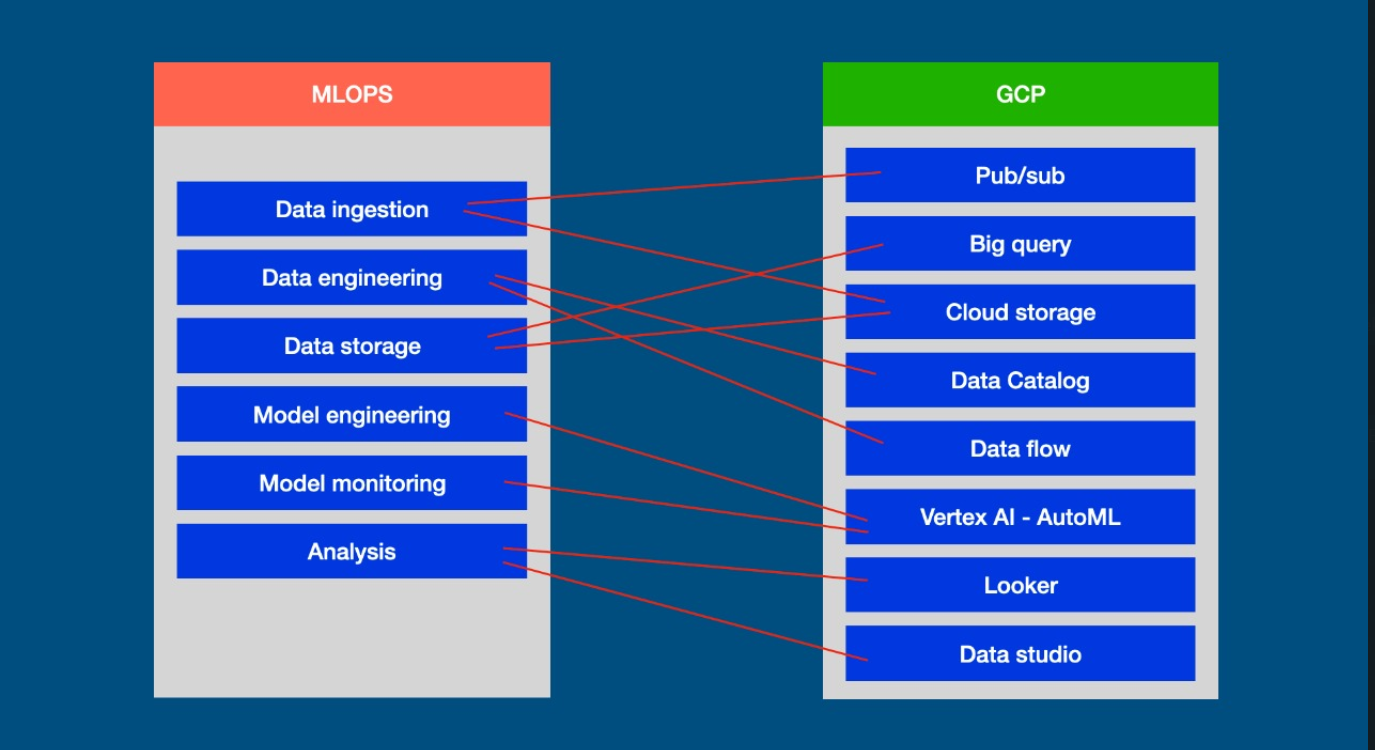 MLOPS
Data ingestion
Data engineering
Data storage
Model engineering
Model monitoring
Analysis
GCP
Pub/sub
Big query
Cloud storage
Data Catalog
Data flow
Vertex AI - AutoML
Looker
Data studio